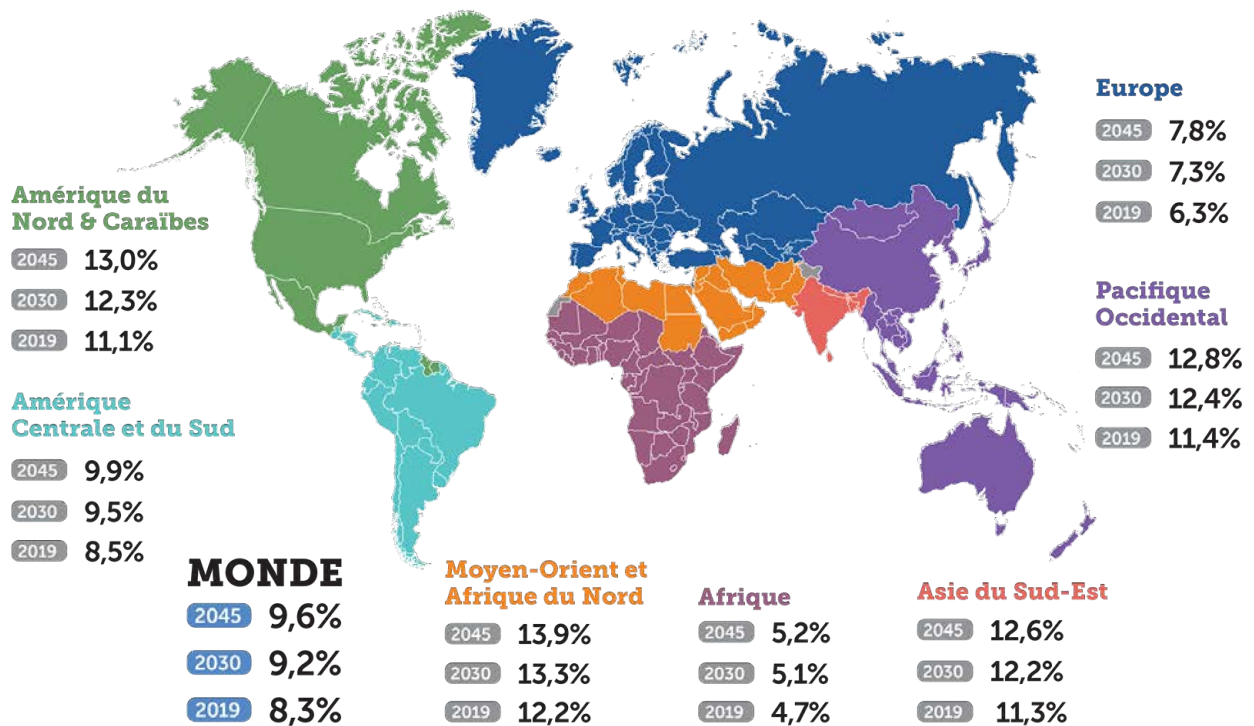 Amérique du
Nord & Caraïbes
2045 13,0%
2030 12,3%
2019 11,1%
Amérique
Centrale et du Sud
2045 9,9%
2030 9,5%
2019 8,5%
MONDE
2045 9,6%
2030 9,2%
2019 8,3%
Moyen-Orient et
Afrique du Nord
2045 13,9%
2030 13,3%
2019 12,2%
Afrique
2045 5,2%
2030 5,1%
2019 4,7%
Asie du Sud-Est
2045 12,6%
2030 12,2%
2019 11,3%
Europe
2045 7,8%
2030 7,3%
2019 6,3%
Pacifique
Occidental
2045 12,8%
2030 12,4%
2019 11,4%